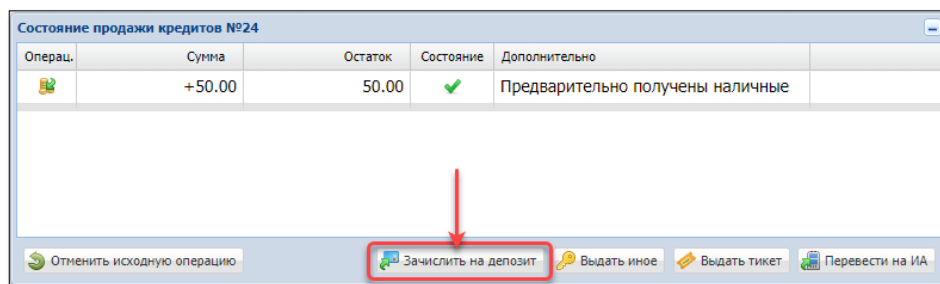 Состояние продажи кредитов №24
Операц. Сумма Остаток Состояние Дополнительно
+50.00 50.00 Предварительно получены наличные
Отменить исходную операцию Зачислить на депозит Выдать иное Выдать тикет Перевести на ИА